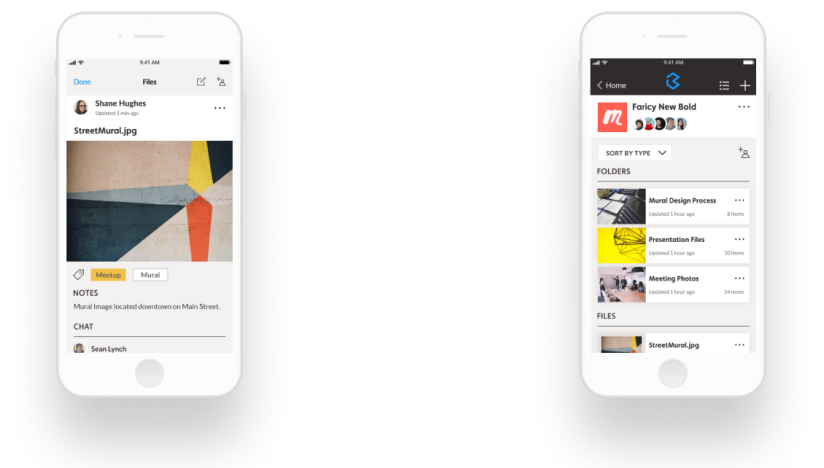 9:41 AM
Done
Files
Shane Hughes
Updated 1 min ago
StreetMural.jpg
Meetup
Mural
NOTES
Mural Image located downtown on Main Street.
CHAT
Sean Lynch
9:41 AM
Home
Faricy New Bold
SORT BY TYPE
FOLDERS
Mural Design Process
Updated 1 hour ago
8 items
Presentation Files
Updated 1 hour ago
10 items
Meeting Photos
Updated 1 hour ago
24 items
FILES
StreetMural.jpg